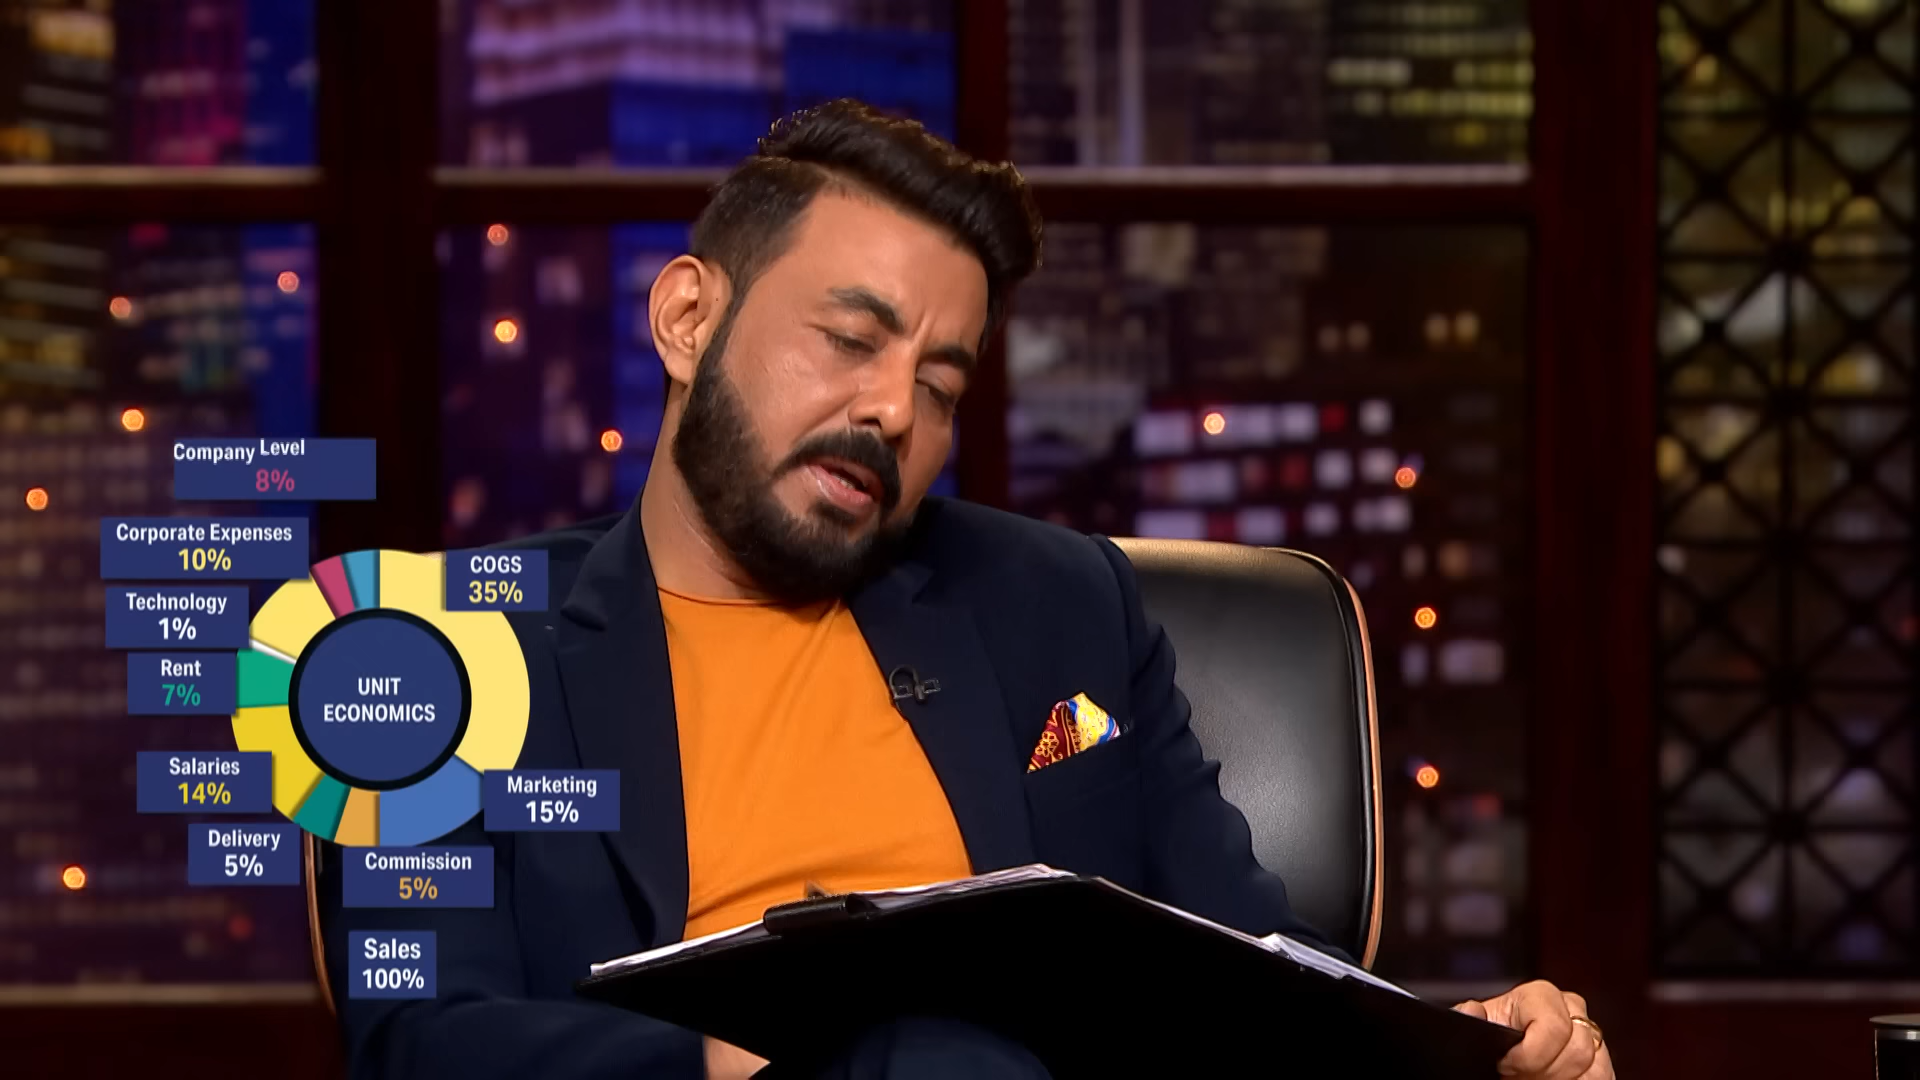 Company Level
8%
Corporate Expenses
10%
Technology
1%
Rent
7%
Salaries
14%
Delivery
5%
COGS
35%
UNIT
ECONOMICS
Marketing
15%
Commission
5%
Sales
100%